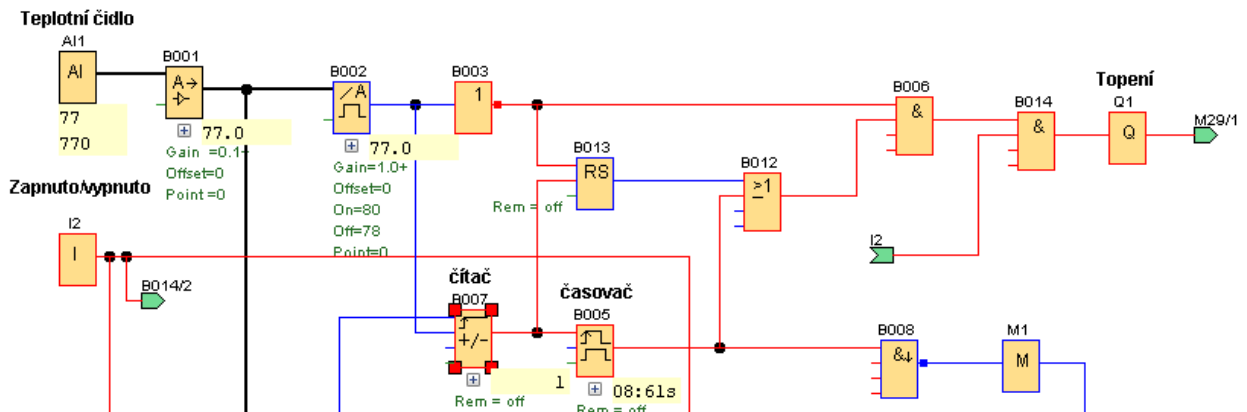 Teplotní čidlo
AI1
AI
77
770
B001
A→
77.0
Gain =0.1+
Offset=0
Point =0
B002
/A
77.0
Gain=1.0+
Offset=0
On=80
Off=78
Point=0
B003
1
B013
RS
Rem = off
B012
>1
B006
&
B014
&
Topení
Q1
Q
M29/1
Zapnuto/vypnuto
I2
I
B014/2
I2
čítač
B007
+/-
1
Rem = off
časovač
B005
08:61s
Rem = off
B008
&↓
M1
M